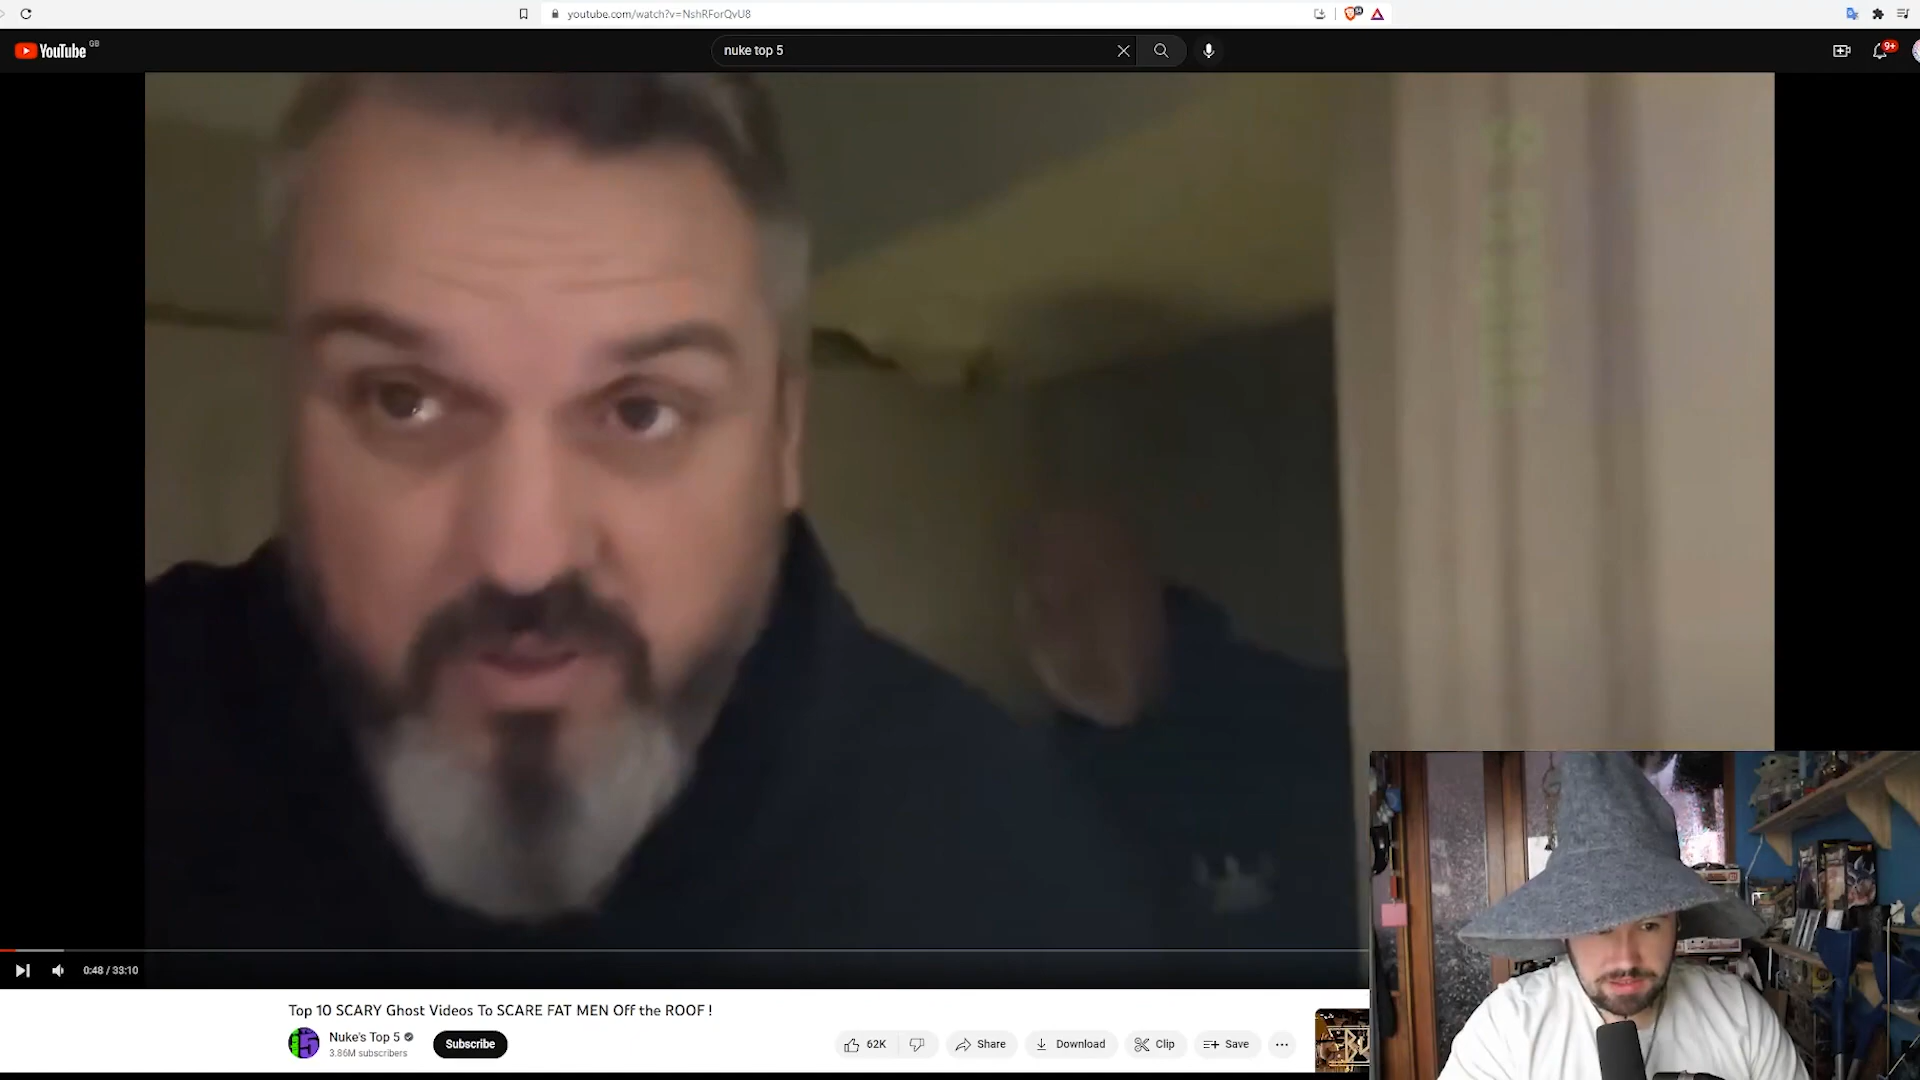 youtube.com/watch?v=NshRForQvU8
YouTube GB
nuke top 5
9+
0:48 / 33:10
Top 10 SCARY Ghost Videos To SCARE FAT MEN Off the ROOF !
Nuke's Top 5
3.86M subscribers
Subscribe
62K
Share
Download
Clip
Save